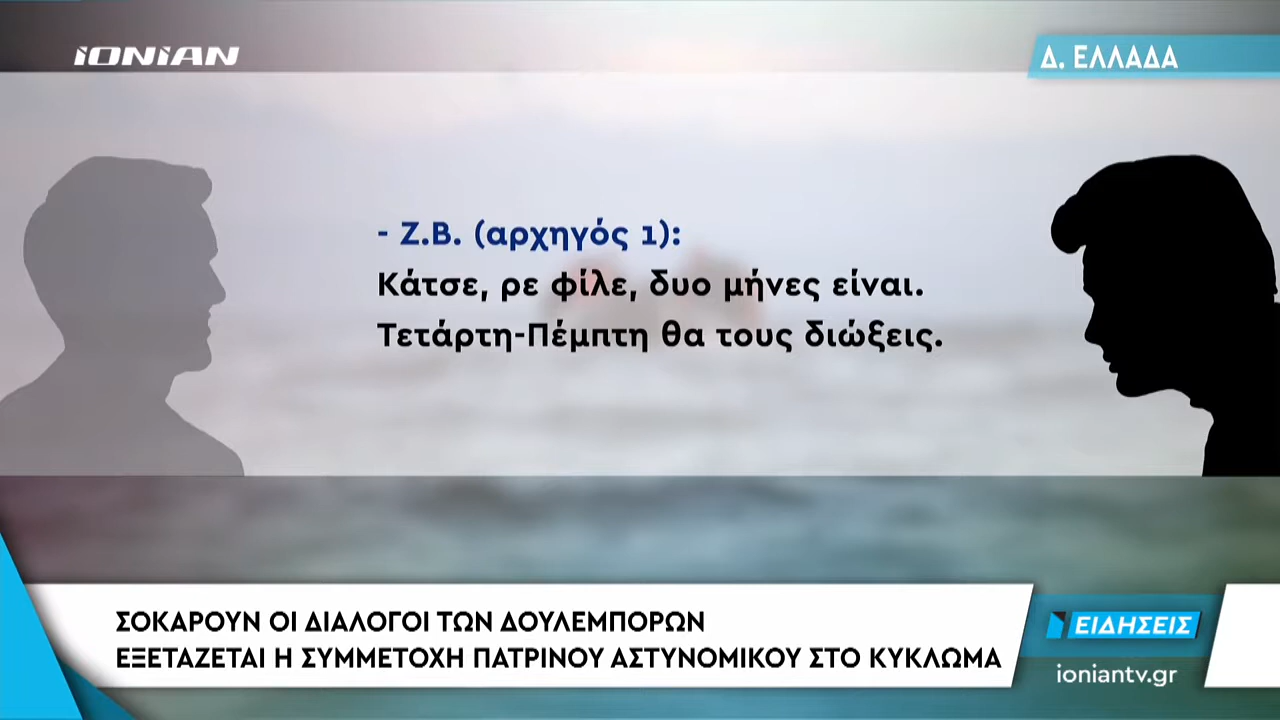 iONiAN
Δ. ΕΛΛΑΔΑ
- Ζ.Β. (αρχηγός 1):
Κάτσε, ρε φίλε, δυο μήνες είναι.
Τετάρτη-Πέμπτη θα τους διώξεις.
ΣΟΚΑΡΟΥΝ ΟΙ ΔΙΑΛΟΓΟΙ ΤΩΝ ΔΟΥΛΕΜΠΟΡΩΝ
ΕΞΕΤΑΖΕΤΑΙ Η ΣΥΜΜΕΤΟΧΗ ΠΑΤΡΙΝΟΥ ΑΣΤΥΝΟΜΙΚΟΥ ΣΤΟ ΚΥΚΛΩΜΑ
ΕΙΔΗΣΕΙΣ
ioniantv.gr